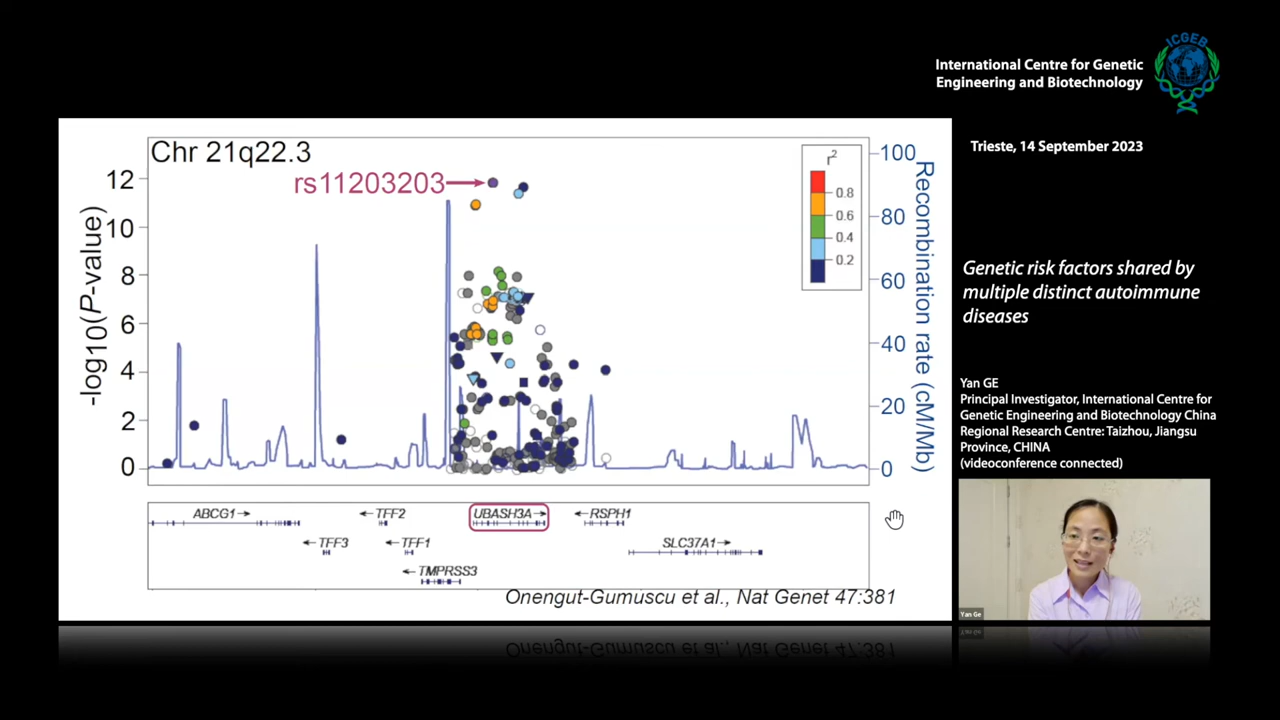 International Centre for Genetic
Engineering and Biotechnology
ICGEB
Trieste, 14 September 2023
Genetic risk factors shared by
multiple distinct autoimmune
diseases
Yan GE
Principal Investigator, International Centre for
Genetic Engineering and Biotechnology China
Regional Research Centre: Taizhou, Jiangsu
Province, CHINA
(videoconference connected)
Yan Ge
Chr 21q22.3
rs11203203
-log10(P-value)
12
10
8
6
4
2
0
r2
0.8
0.6
0.4
0.2
100
80
60
40
20
0
Recombination rate (cM/Mb)
ABCG1
TFF2
UBASH3A
RSPH1
TFF3
TFF1
SLC37A1
TMPRSS3
Onengut-Gumuscu et al., Nat Genet 47:381